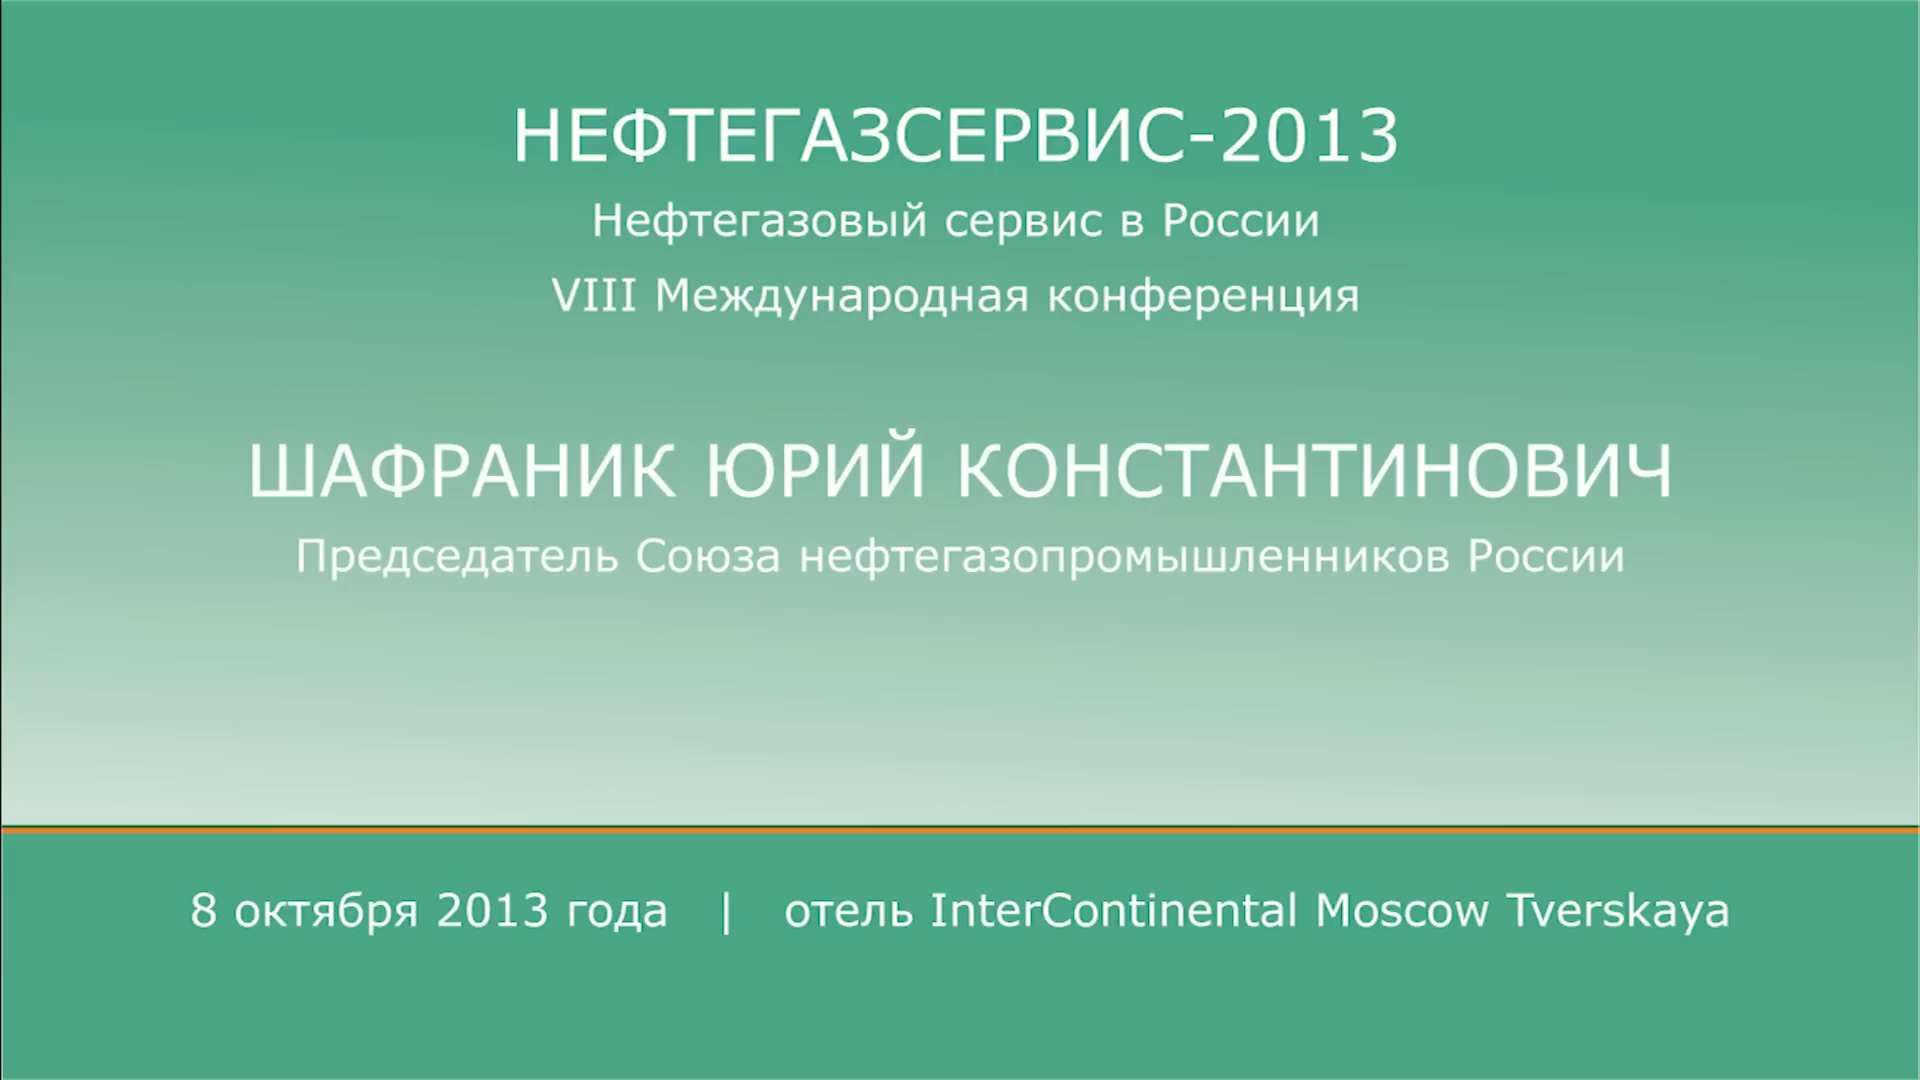 НЕФТЕГАЗСЕРВИС-2013
Нефтегазовый сервис в России
VIII Международная конференция
ШАФРАНИК ЮРИЙ КОНСТАНТИНОВИЧ
Председатель Союза нефтегазопромышленников России
8 октября 2013 года | отель InterContinental Moscow Tverskaya